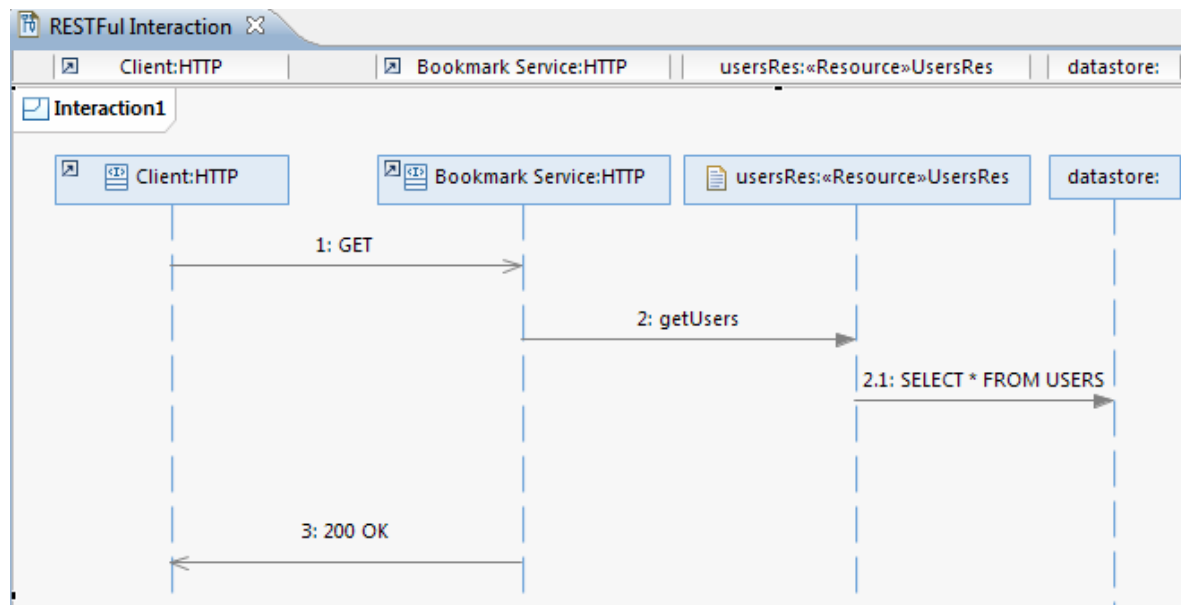 RESTFul Interaction
Client:HTTP Bookmark Service:HTTP usersRes:«Resource»UsersRes datastore:
Interaction1
Client:HTTP Bookmark Service:HTTP usersRes:«Resource»UsersRes datastore:
1: GET
2: getUsers
2.1: SELECT * FROM USERS
3: 200 OK